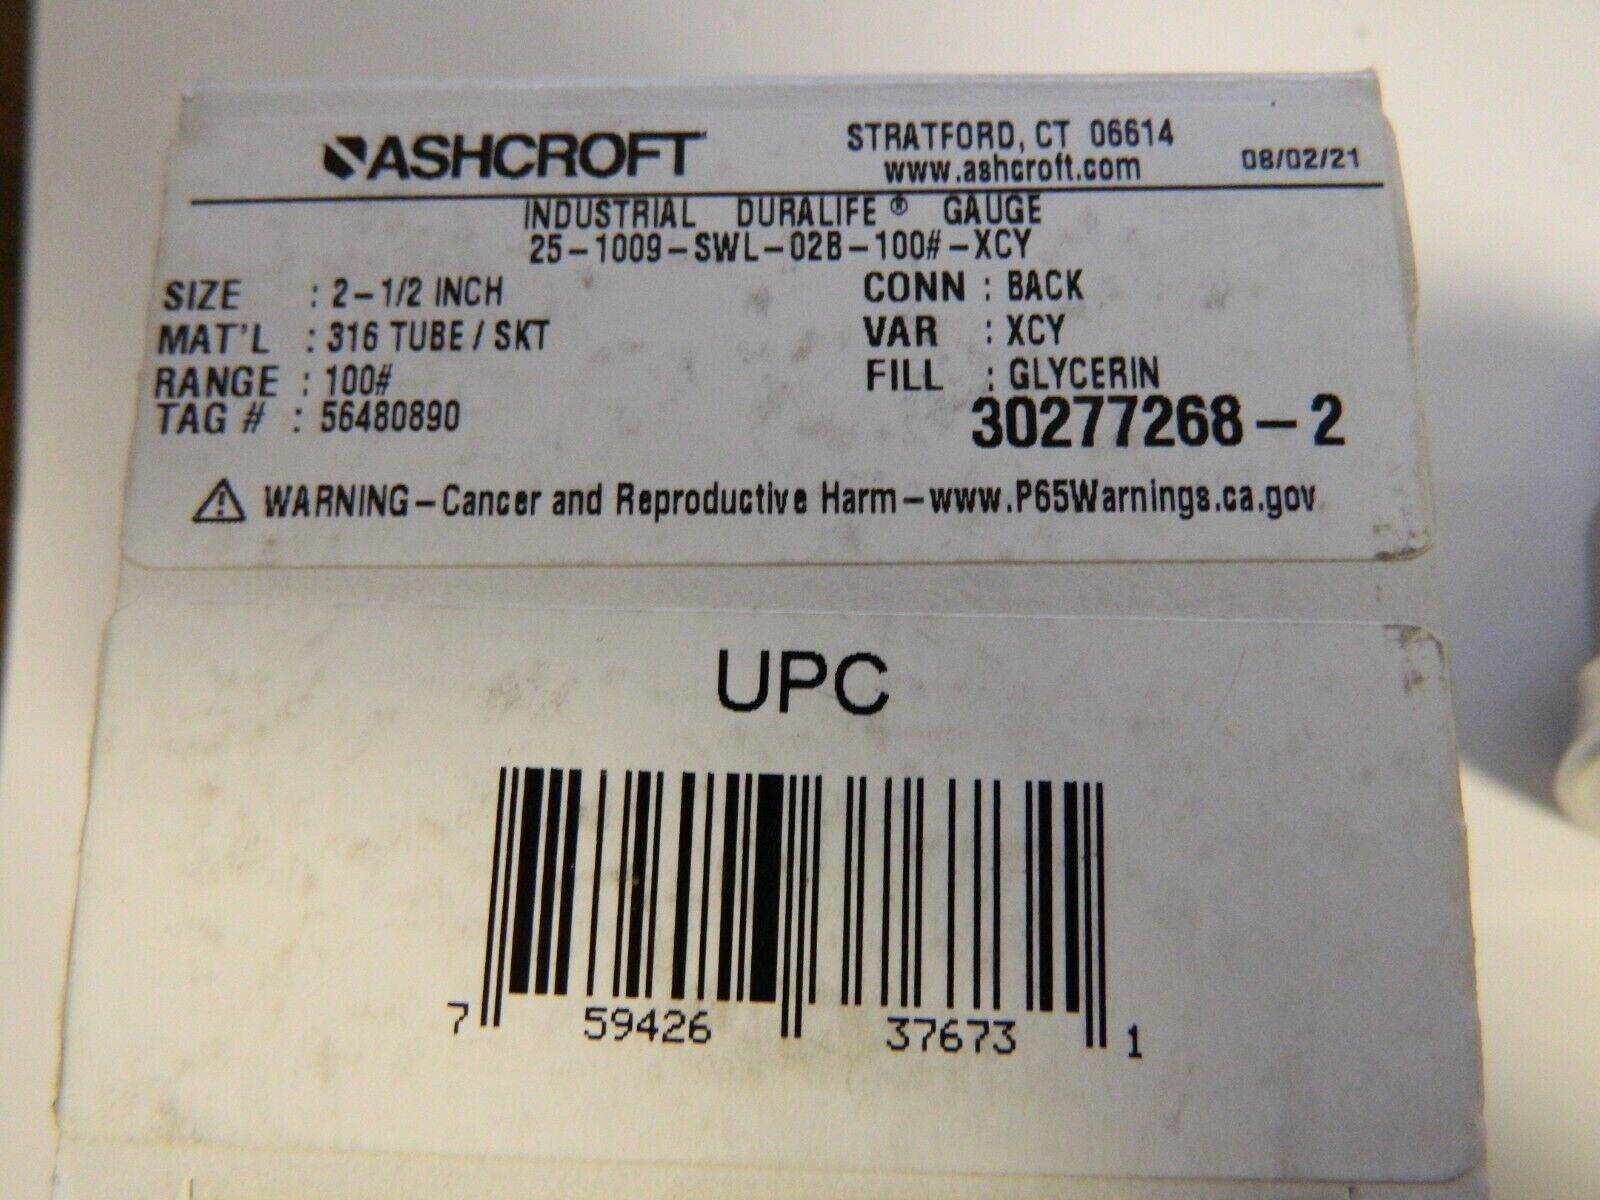 ASHCROFT
STRATFORD, CT 06614
www.ashcroft.com
08/02/21
INDUSTRIAL DURALIFE® GAUGE
25-1009-SWL-02B-100#-XCY
SIZE : 2-1/2 INCH
CONN : BACK
MAT'L : 316 TUBE / SKT
VAR : XCY
RANGE : 100#
FILL : GLYCERIN
TAG # : 56480890
30277268-2
⚠ WARNING-Cancer and Reproductive Harm-www.P65Warnings.ca.gov
UPC
7 59426 37673 1